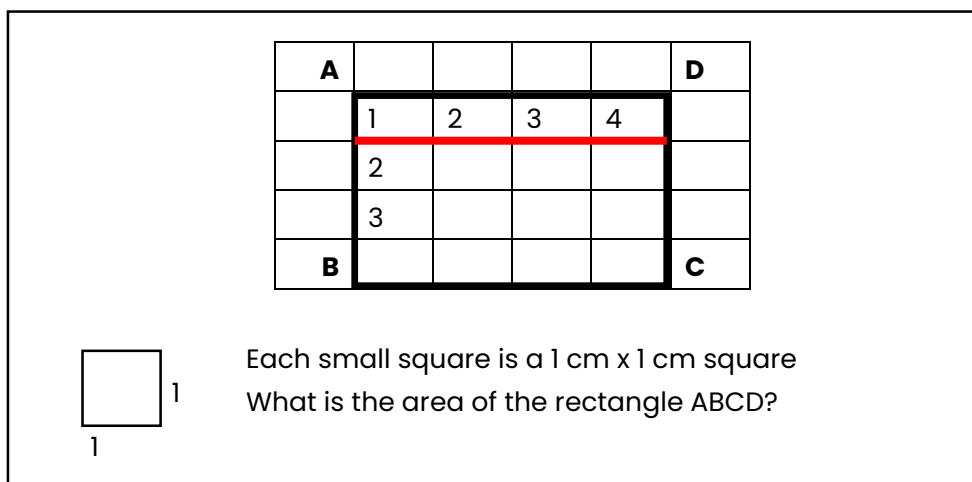 A D
1 2 3 4
2
3
B C
Each small square is a 1 cm x 1 cm square
1
What is the area of the rectangle ABCD?
1